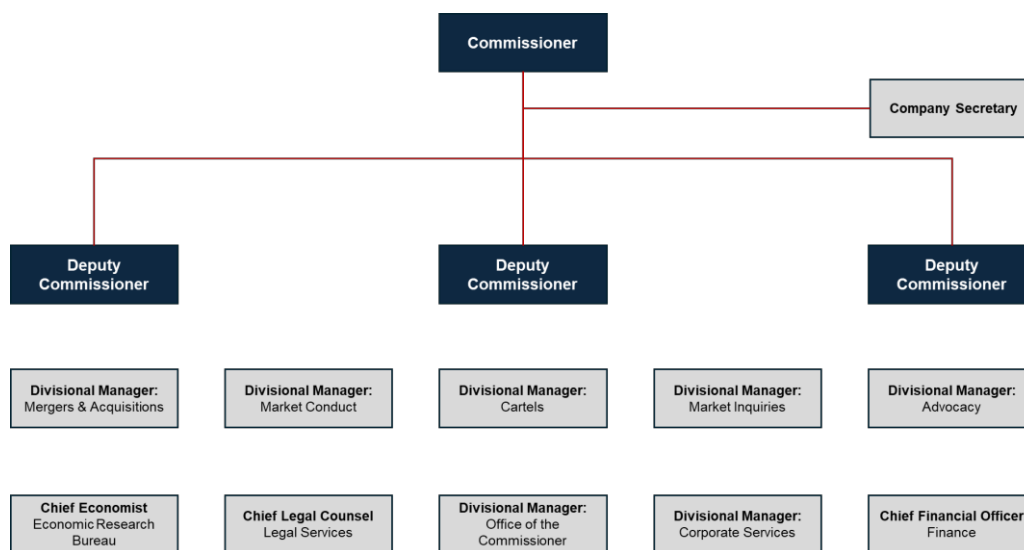 Commissioner
Company Secretary
Deputy
Commissioner
Deputy
Commissioner
Deputy
Commissioner
Divisional Manager:
Mergers & Acquisitions
Divisional Manager:
Market Conduct
Divisional Manager:
Cartels
Divisional Manager:
Market Inquiries
Divisional Manager:
Advocacy
Chief Economist
Economic Research
Bureau
Chief Legal Counsel
Legal Services
Divisional Manager:
Office of the
Commissioner
Divisional Manager:
Corporate Services
Chief Financial Officer
Finance